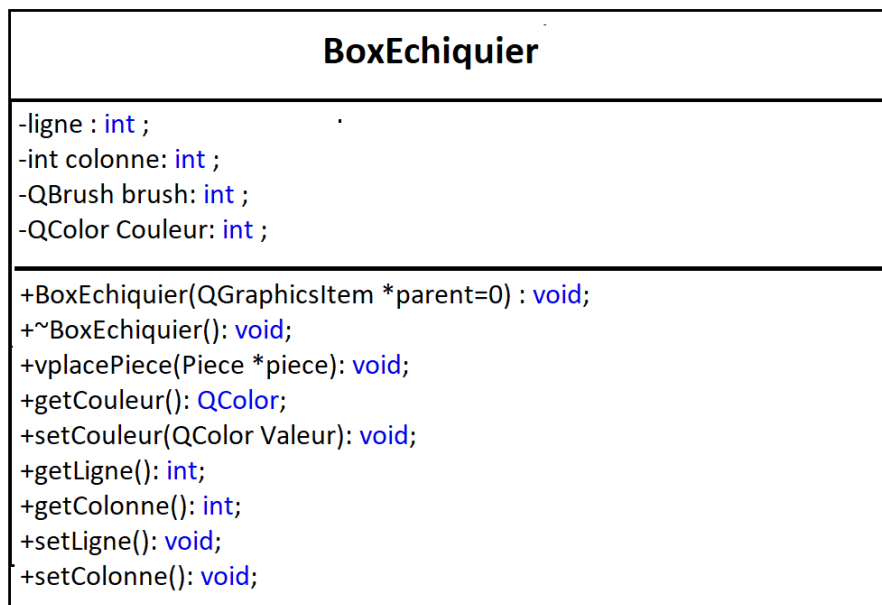 BoxEchiquier
-ligne : int ;
-int colonne: int ;
-QBrush brush: int ;
-QColor Couleur: int ;
+BoxEchiquier(QGraphicsItem *parent=0) : void;
+~BoxEchiquier(): void;
+vplacePiece(Piece *piece): void;
+getCouleur(): QColor;
+setCouleur(QColor Valeur): void;
+getLigne(): int;
+getColonne(): int;
+setLigne(): void;
+setColonne(): void;